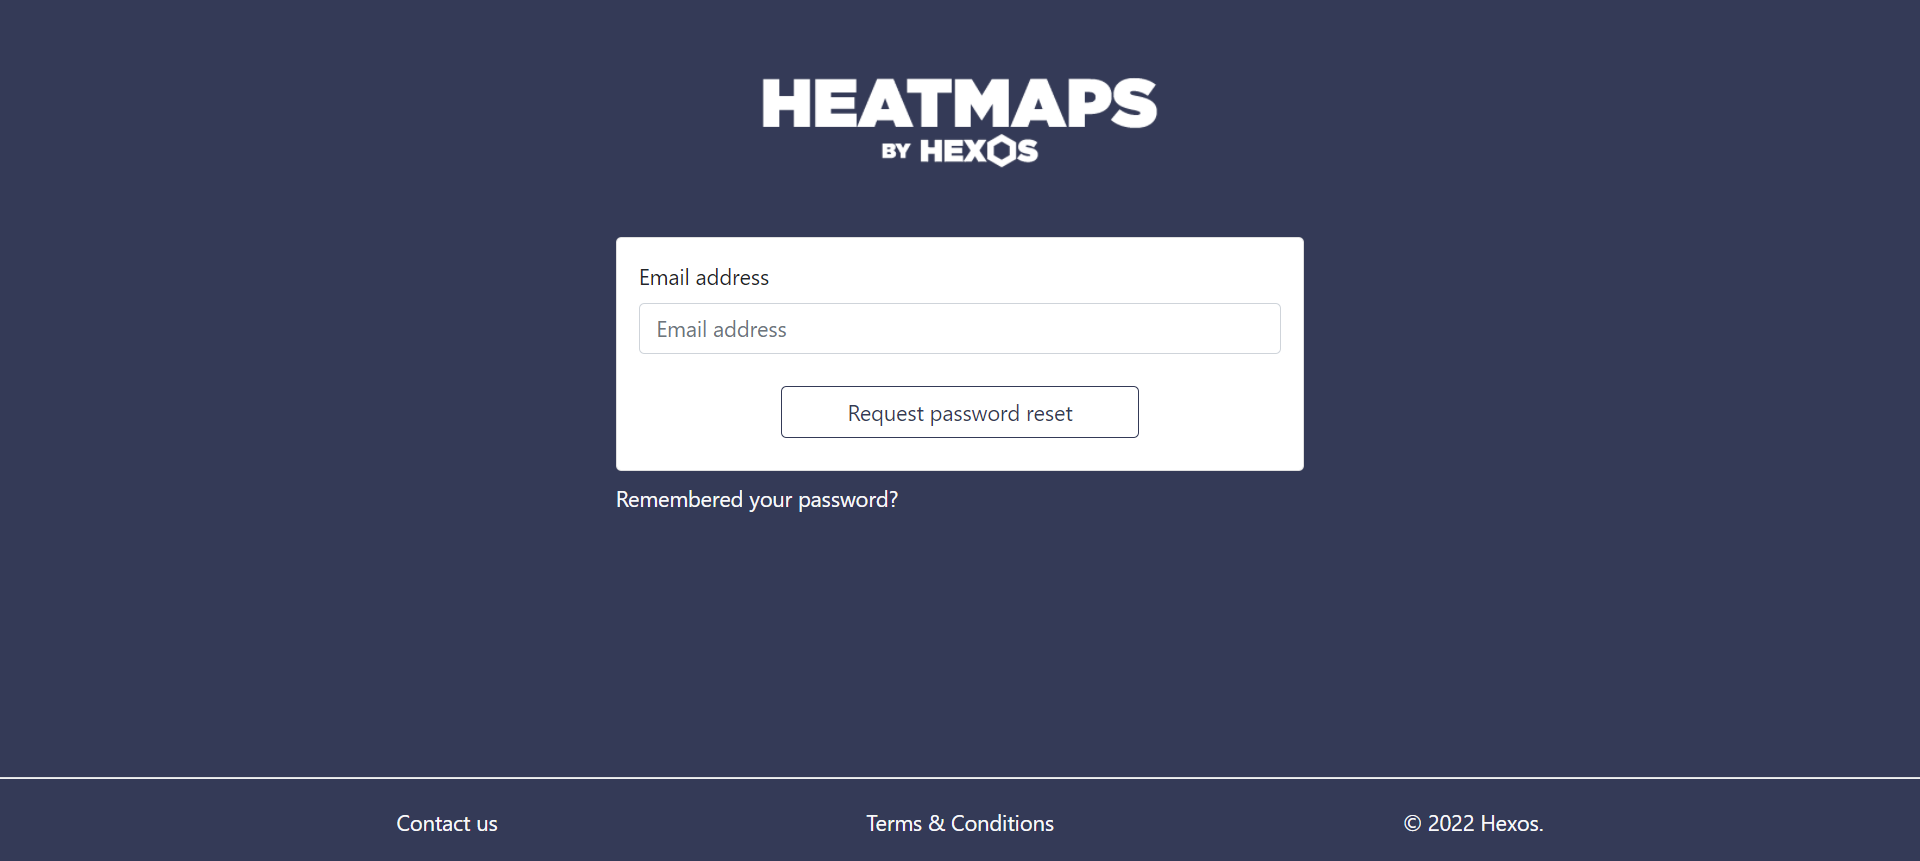 HEATMAPS
BY HEXOS
Email address
Email address
Request password reset
Remembered your password?
Contact us
Terms & Conditions
© 2022 Hexos.